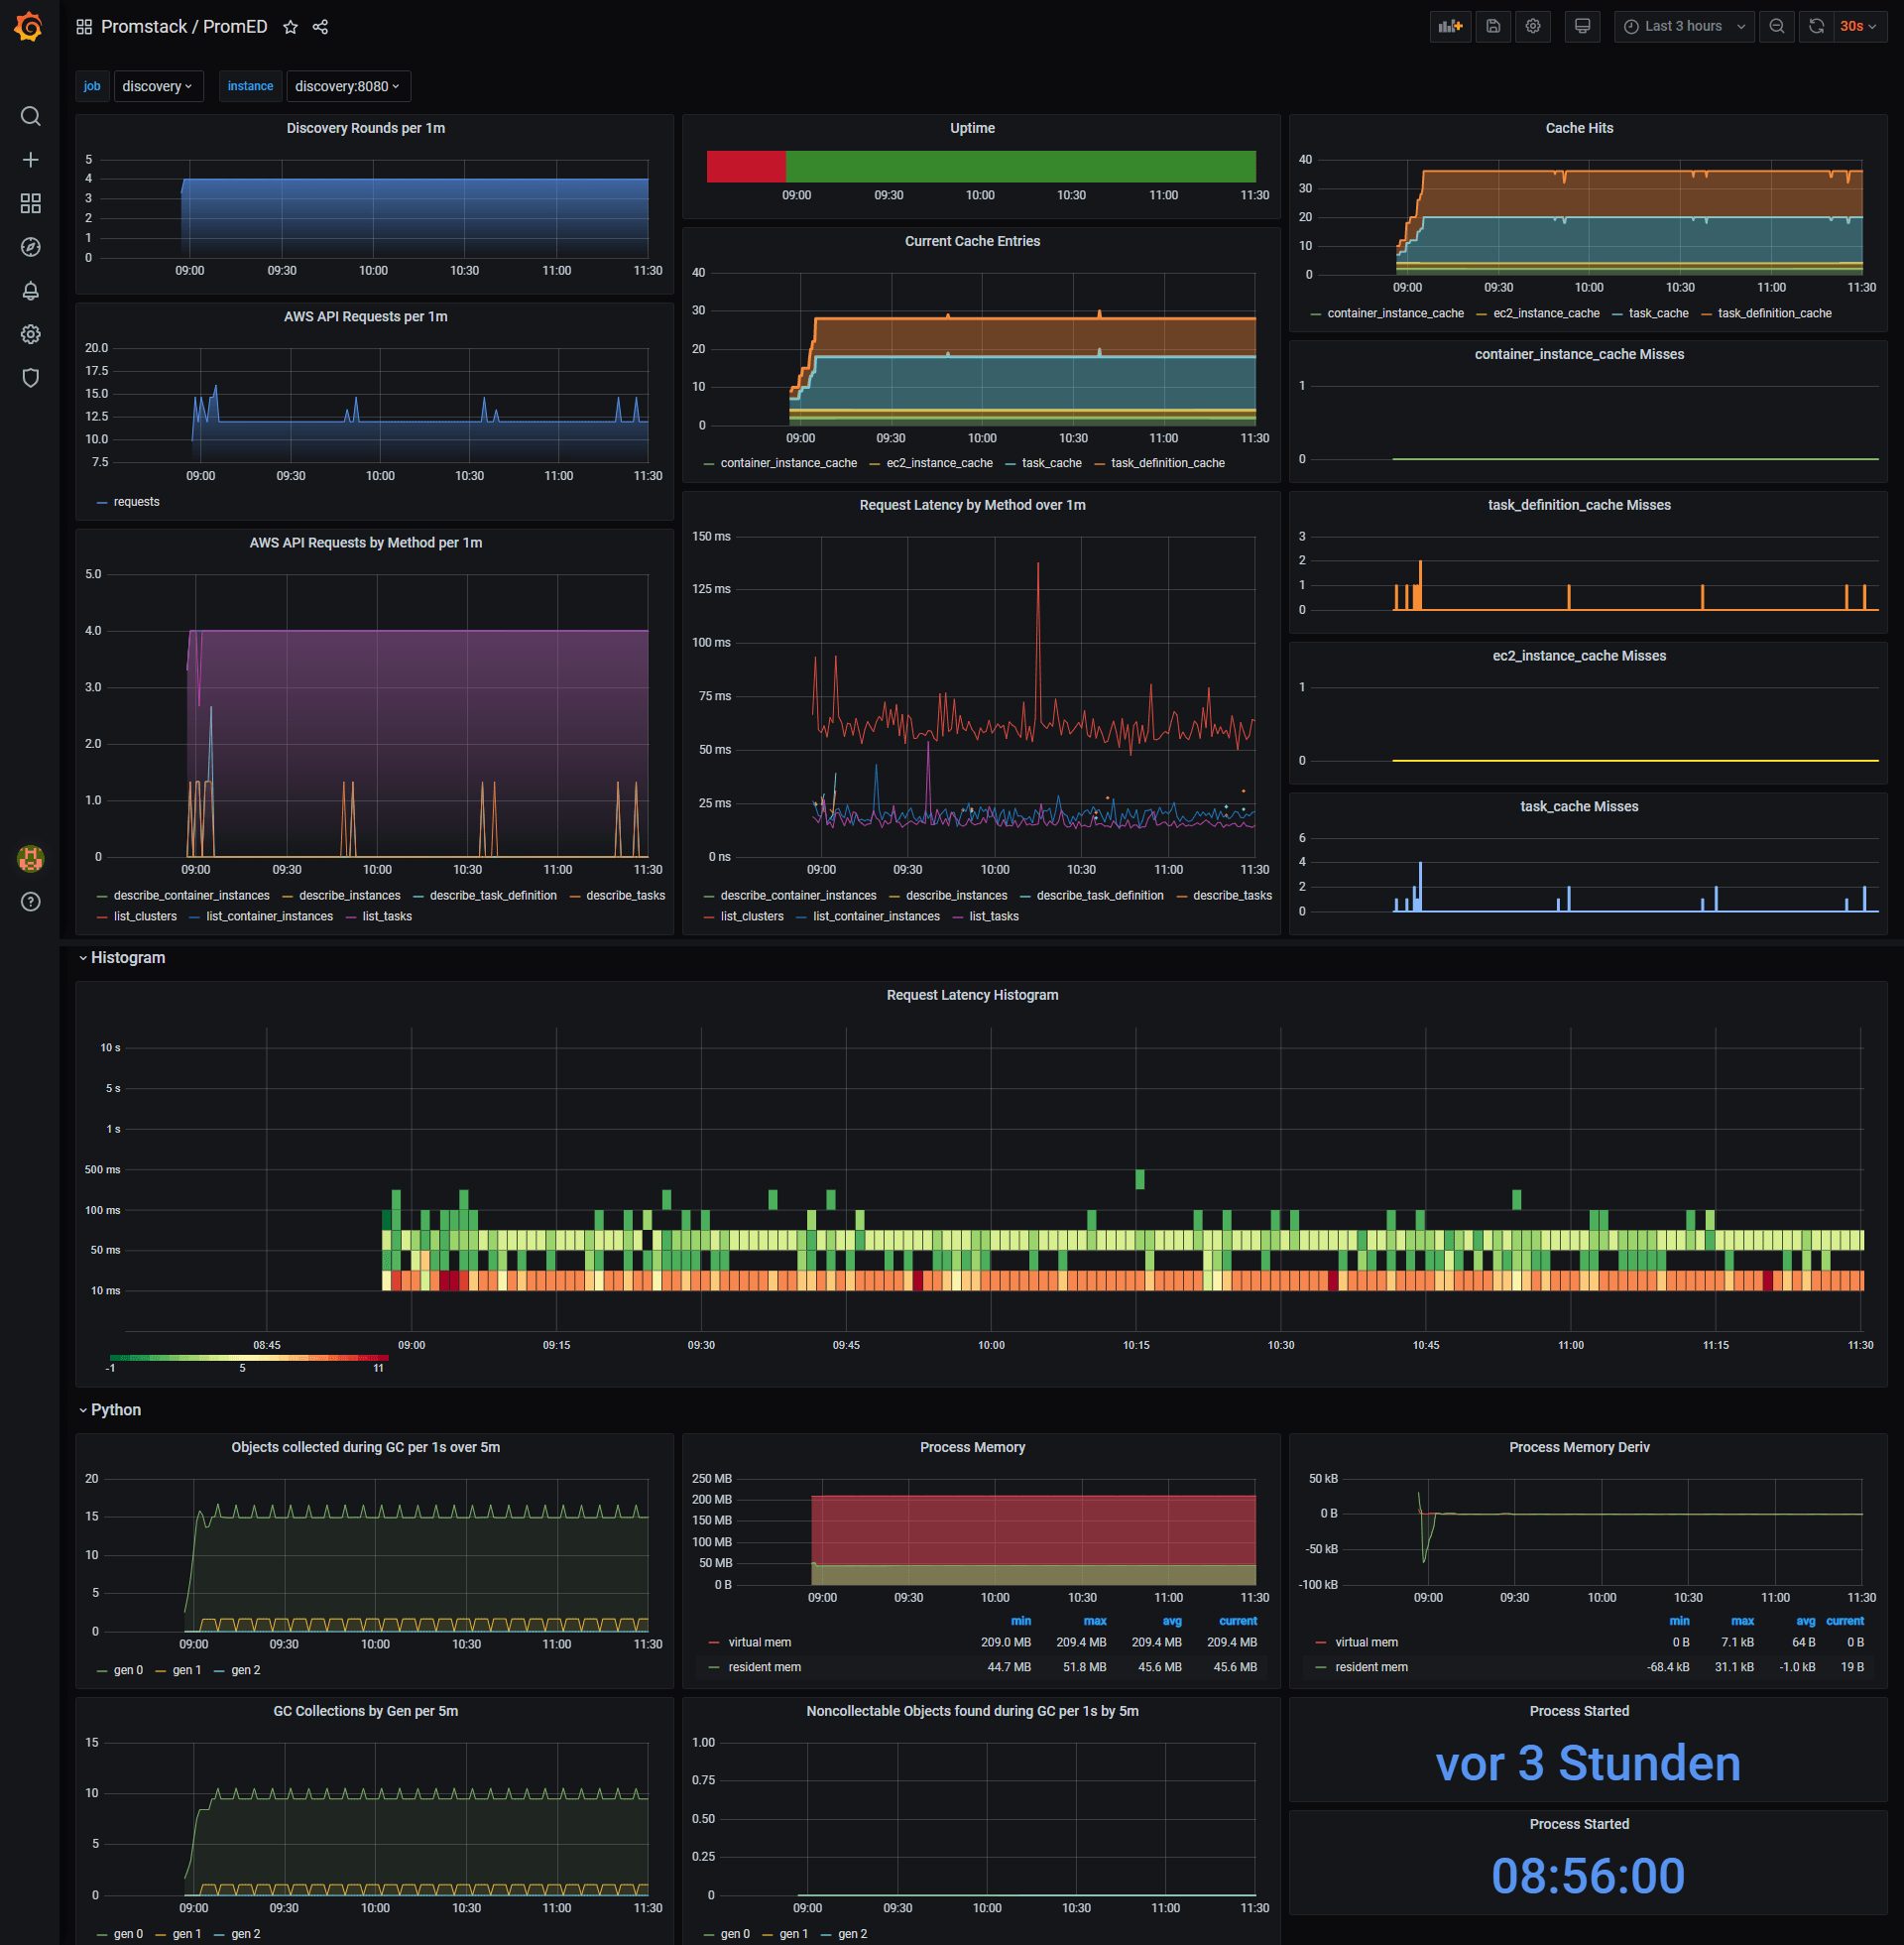 Promstack / PromED
Last 3 hours
30s
job discovery instance discovery:8080
Discovery Rounds per 1m
5
4
3
2
1
0
09:00 09:30 10:00 10:30 11:00 11:30
AWS API Requests per 1m
20.0
17.5
15.0
12.5
10.0
7.5
09:00 09:30 10:00 10:30 11:00 11:30
requests
AWS API Requests by Method per 1m
5.0
4.0
3.0
2.0
1.0
0
09:00 09:30 10:00 10:30 11:00 11:30
describe_container_instances describe_instances describe_task_definition describe_tasks
list_clusters list_container_instances list_tasks
Uptime
09:00 09:30 10:00 10:30 11:00 11:30
Current Cache Entries
40
30
20
10
0
09:00 09:30 10:00 10:30 11:00 11:30
container_instance_cache ec2_instance_cache task_cache task_definition_cache
Request Latency by Method over 1m
150 ms
125 ms
100 ms
75 ms
50 ms
25 ms
0 ns
09:00 09:30 10:00 10:30 11:00 11:30
describe_container_instances describe_instances describe_task_definition describe_tasks
list_clusters list_container_instances list_tasks
Cache Hits
40
30
20
10
0
09:00 09:30 10:00 10:30 11:00 11:30
container_instance_cache ec2_instance_cache task_cache task_definition_cache
container_instance_cache Misses
1
0
task_definition_cache Misses
3
2
1
0
ec2_instance_cache Misses
1
0
task_cache Misses
6
4
2
0
Histogram
Request Latency Histogram
10 s
5 s
1 s
500 ms
100 ms
50 ms
10 ms
08:45 09:00 09:15 09:30 09:45 10:00 10:15 10:30 10:45 11:00 11:15 11:30
-1 5 11
Python
Objects collected during GC per 1s over 5m
20
15
10
5
0
09:00 09:30 10:00 10:30 11:00 11:30
gen 0 gen 1 gen 2
Process Memory
250 MB
200 MB
150 MB
100 MB
50 MB
0 B
09:00 09:30 10:00 10:30 11:00 11:30
min max avg current
virtual mem 209.0 MB 209.4 MB 209.4 MB 209.4 MB
resident mem 44.7 MB 51.8 MB 45.6 MB 45.6 MB
Process Memory Deriv
50 kB
0 B
-50 kB
-100 kB
09:00 09:30 10:00 10:30 11:00 11:30
min max avg current
virtual mem 0 B 7.1 kB 64 B 0 B
resident mem -68.4 kB 31.1 kB -1.0 kB 19 B
GC Collections by Gen per 5m
15
10
5
0
09:00 09:30 10:00 10:30 11:00 11:30
gen 0 gen 1 gen 2
Noncollectable Objects found during GC per 1s by 5m
1.00
0.75
0.50
0.25
0
09:00 09:30 10:00 10:30 11:00 11:30
gen 0 gen 1 gen 2
Process Started
vor 3 Stunden
Process Started
08:56:00